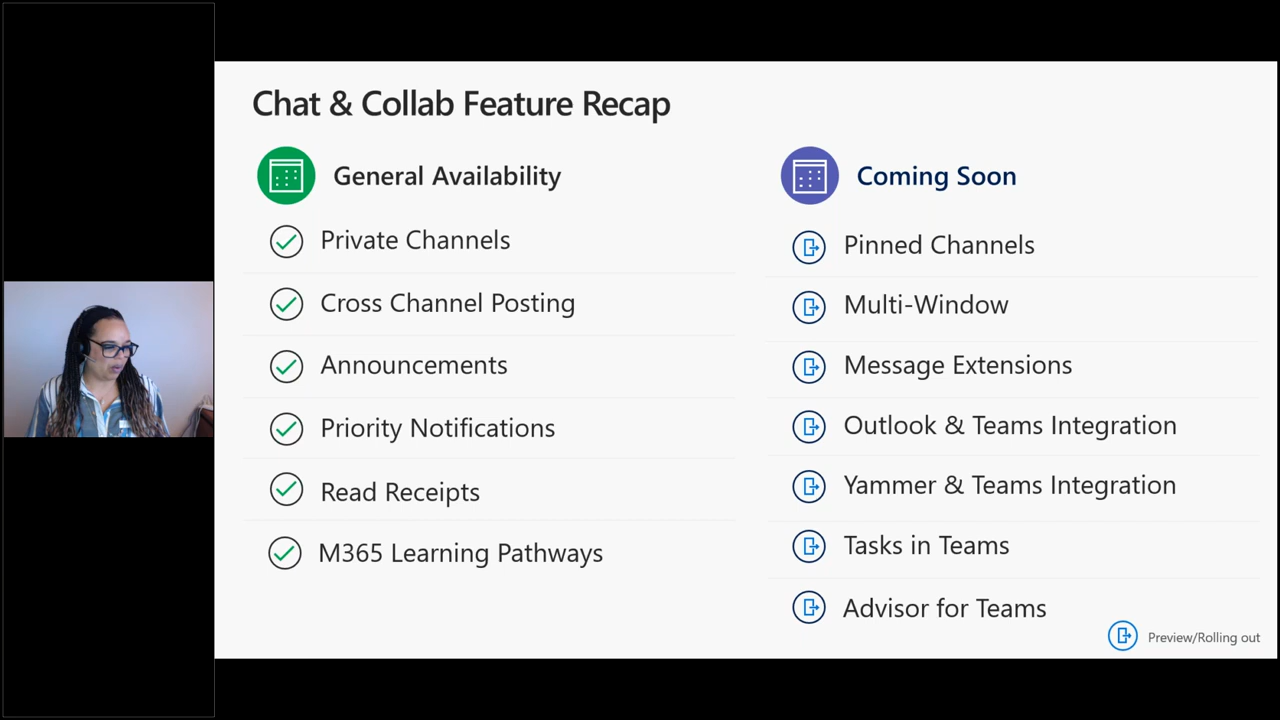 Chat & Collab Feature Recap
General Availability
Private Channels
Cross Channel Posting
Announcements
Priority Notifications
Read Receipts
M365 Learning Pathways
Coming Soon
Pinned Channels
Multi-Window
Message Extensions
Outlook & Teams Integration
Yammer & Teams Integration
Tasks in Teams
Advisor for Teams
Preview/Rolling out